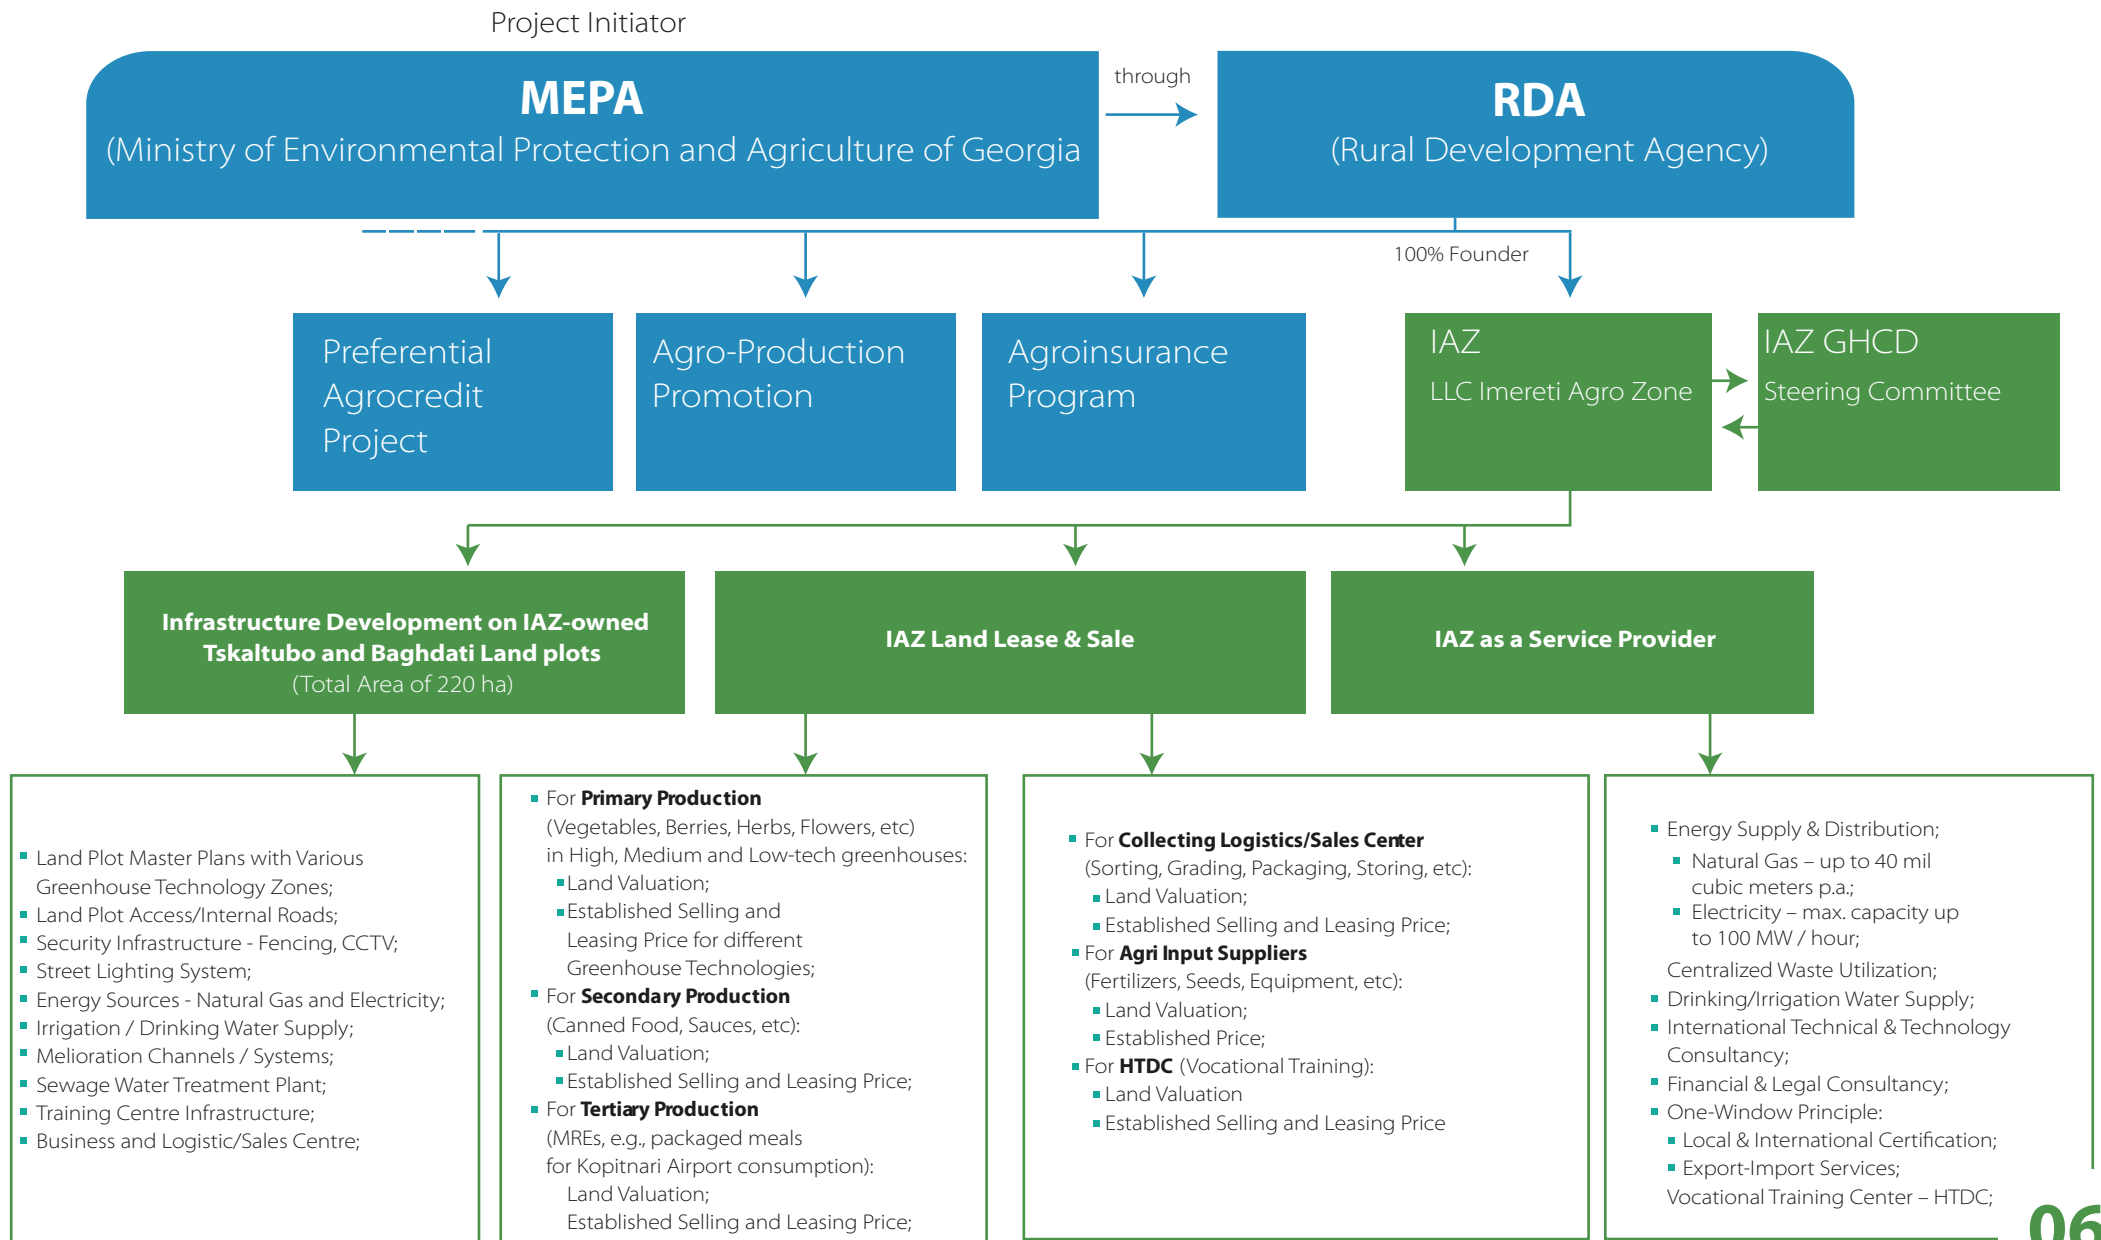 Project Initiator
MEPA
(Ministry of Environmental Protection and Agriculture of Georgia
through
RDA
(Rural Development Agency)
100% Founder
Preferential
Agrocredit
Project
Agro-Production
Promotion
Agroinsurance
Program
IAZ
LLC Imereti Agro Zone
IAZ GHCD
Steering Committee
Infrastructure Development on IAZ-owned
Tskaltubo and Baghdati Land plots
(Total Area of 220 ha)
IAZ Land Lease & Sale
IAZ as a Service Provider
Land Plot Master Plans with Various
Greenhouse Technology Zones;
Land Plot Access/Internal Roads;
Security Infrastructure - Fencing, CCTV;
Street Lighting System;
Energy Sources - Natural Gas and Electricity;
Irrigation / Drinking Water Supply;
Melioration Channels / Systems;
Sewage Water Treatment Plant;
Training Centre Infrastructure;
Business and Logistic/Sales Centre;
For Primary Production
(Vegetables, Berries, Herbs, Flowers, etc)
in High, Medium and Low-tech greenhouses:
Land Valuation;
Established Selling and
Leasing Price for different
Greenhouse Technologies;
For Secondary Production
(Canned Food, Sauces, etc):
Land Valuation;
Established Selling and Leasing Price;
For Tertiary Production
(MREs, e.g., packaged meals
for Kopitnari Airport consumption):
Land Valuation;
Established Selling and Leasing Price;
For Collecting Logistics/Sales Center
(Sorting, Grading, Packaging, Storing, etc):
Land Valuation;
Established Selling and Leasing Price;
For Agri Input Suppliers
(Fertilizers, Seeds, Equipment, etc):
Land Valuation;
Established Price;
For HTDC (Vocational Training):
Land Valuation
Established Selling and Leasing Price
Energy Supply & Distribution;
Natural Gas – up to 40 mil
cubic meters p.a.;
Electricity – max. capacity up
to 100 MW / hour;
Centralized Waste Utilization;
Drinking/Irrigation Water Supply;
International Technical & Technology
Consultancy;
Financial & Legal Consultancy;
One-Window Principle:
Local & International Certification;
Export-Import Services;
Vocational Training Center – HTDC;
06